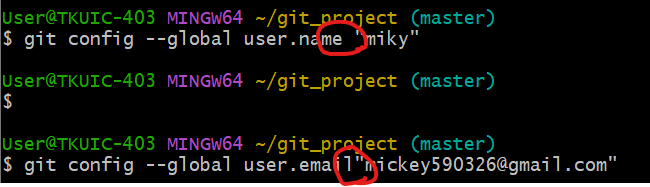 User@TKUIC-403 MINGW64 ~/git_project (master)
$ git config --global user.name "miky"
User@TKUIC-403 MINGW64 ~/git_project (master)
$
User@TKUIC-403 MINGW64 ~/git_project (master)
$ git config --global user.email"mickey590326@gmail.com"